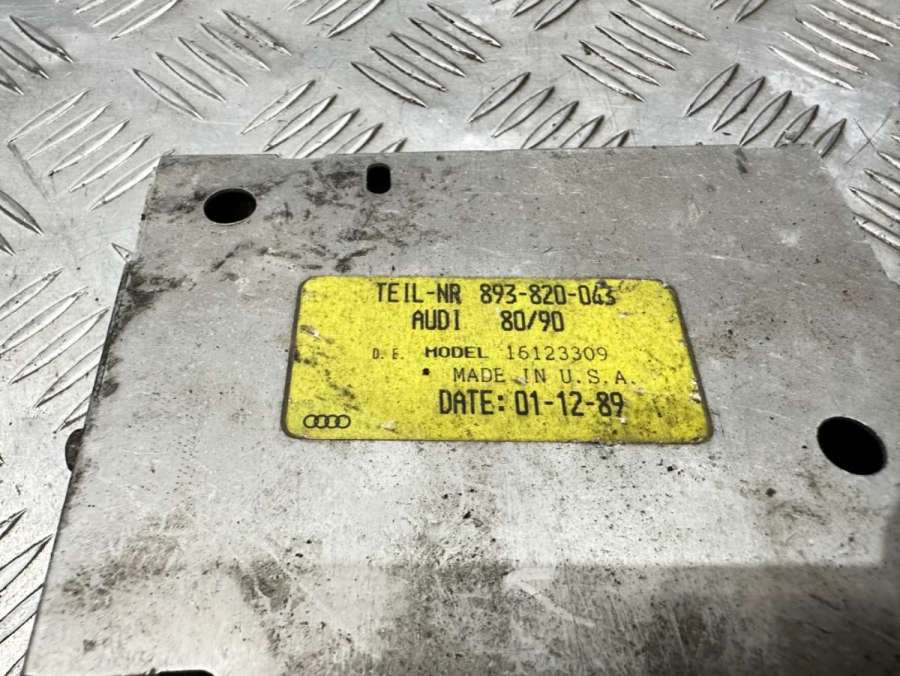 TEIL-NR 893-820-043
AUDI 80/90
D. E. MODEL 16123309
MADE IN U.S.A.
DATE: 01-12-89